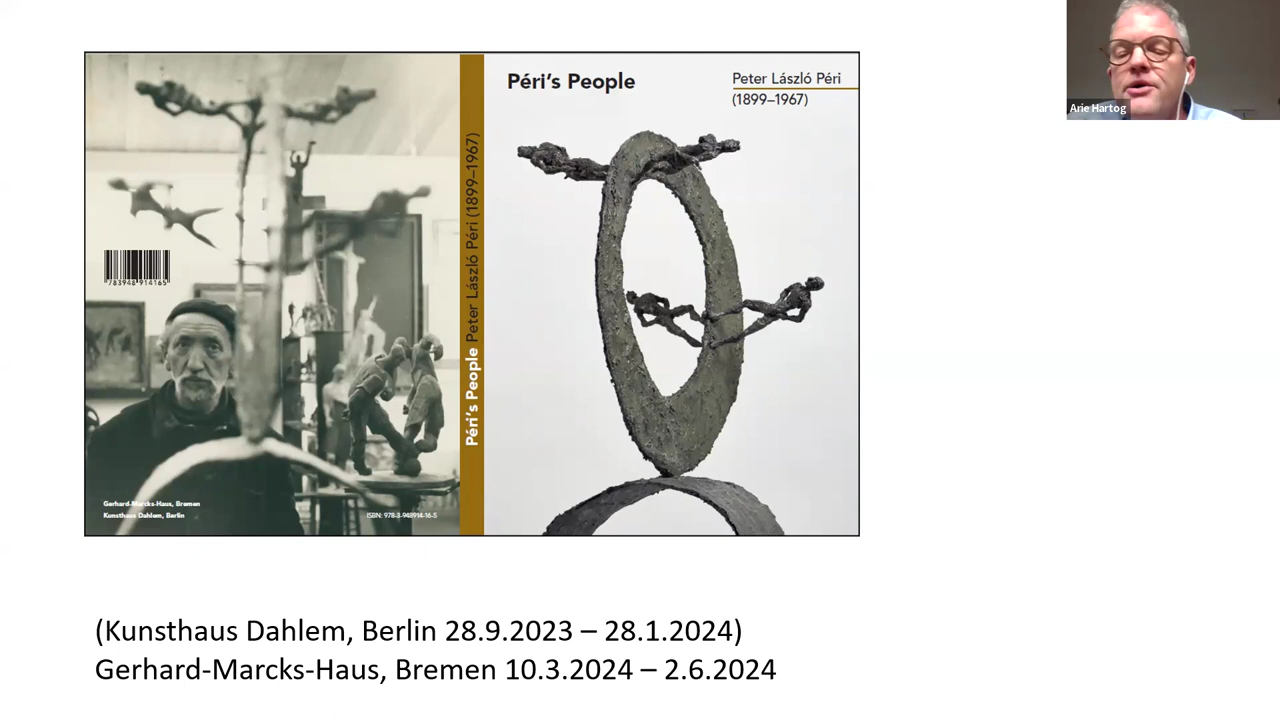 Péri's People
Peter László Péri
(1899–1967)
Péri's People Peter László Péri (1899–1967)
9783948914165
Gerhard-Marcks-Haus, Bremen
Kunsthaus Dahlem, Berlin
ISBN: 978-3-948914-16-5
Arie Hartog
(Kunsthaus Dahlem, Berlin 28.9.2023 – 28.1.2024)
Gerhard-Marcks-Haus, Bremen 10.3.2024 – 2.6.2024